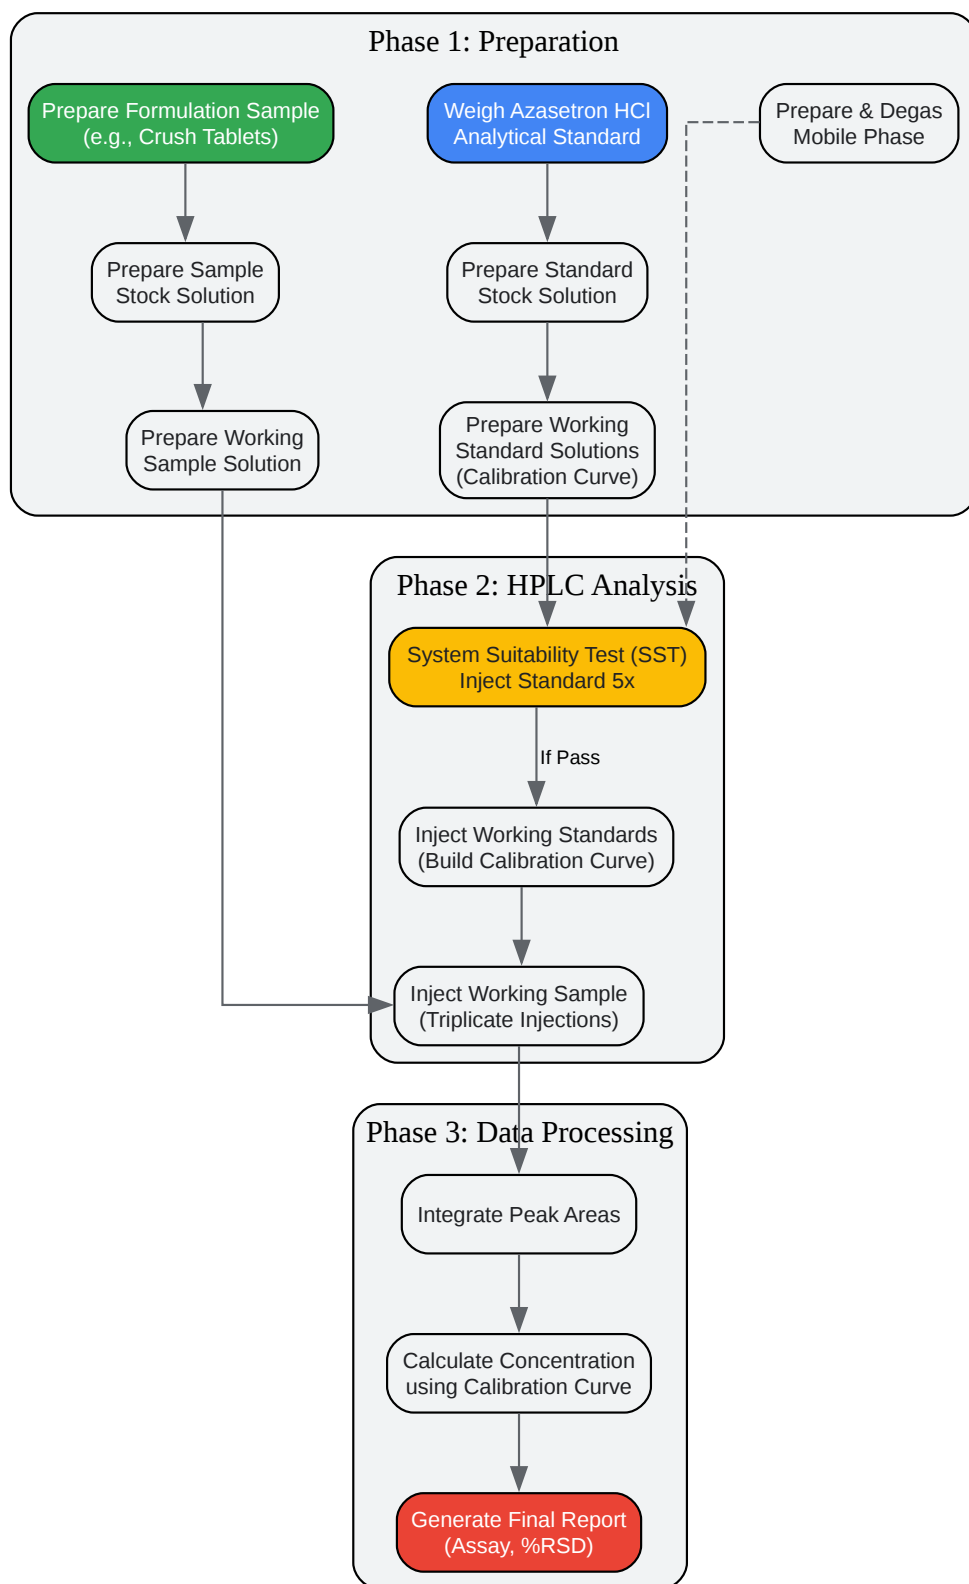 Phase 1: Preparation
Prepare Formulation Sample
(e.g., Crush Tablets)
Weigh Azasetron HCl
Analytical Standard
Prepare & Degas
Mobile Phase
Prepare Sample
Stock Solution
Prepare Standard
Stock Solution
Prepare Working
Sample Solution
Prepare Working
Standard Solutions
(Calibration Curve)
Phase 2: HPLC Analysis
System Suitability Test (SST)
Inject Standard 5x
If Pass
Inject Working Standards
(Build Calibration Curve)
Inject Working Sample
(Triplicate Injections)
Phase 3: Data Processing
Integrate Peak Areas
Calculate Concentration
using Calibration Curve
Generate Final Report
(Assay, %RSD)